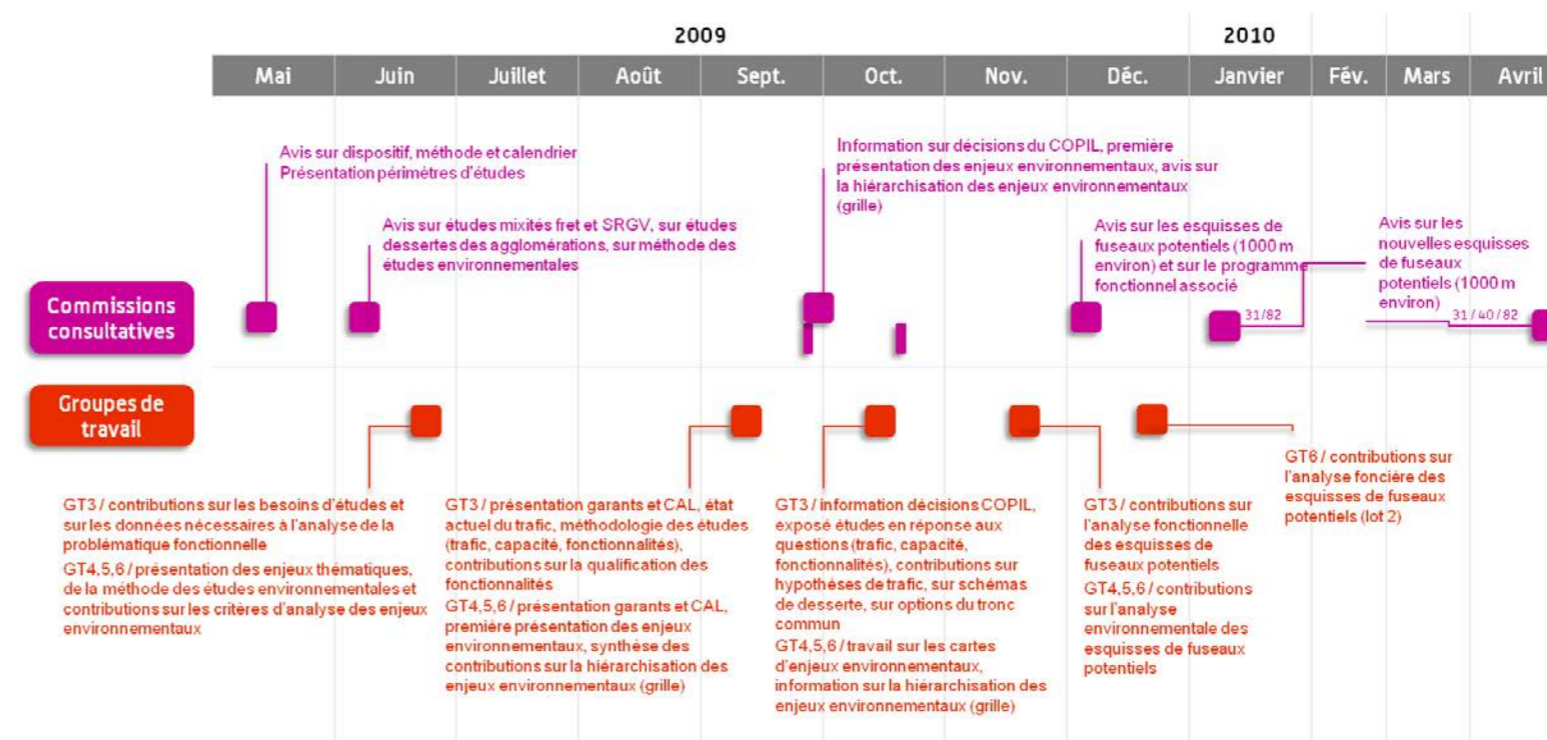 2009
2010
Mai
Juin
Juillet
Août
Sept.
Oct.
Nov.
Déc.
Janvier
Fév.
Mars
Avril
Avis sur dispositif, méthode et calendrier
Présentation périmètres d'études
Avis sur études mixités fret et SRGV, sur études
dessertes des agglomérations, sur méthode des
études environnementales
Information sur décisions du COPIL, première
présentation des enjeux environnementaux, avis sur
la hiérarchisation des enjeux environnementaux
(grille)
Avis sur les esquisses de
fuseaux potentiels (1000 m
environ) et sur le programme
fonctionnel associé
Avis sur les
nouvelles esquisses
de fuseaux
potentiels (1000 m
environ)
Commissions
consultatives
31/82
31/40/82
Groupes de
travail
GT3 / contributions sur les besoins d'études et
sur les données nécessaires à l'analyse de la
problématique fonctionnelle
GT4,5,6 / présentation des enjeux thématiques,
de la méthode des études environnementales et
contributions sur les critères d'analyse des enjeux
environnementaux
GT3 / présentation garants et CAL, état
actuel du trafic, méthodologie des études
(trafic, capacité, fonctionnalités),
contributions sur la qualification des
fonctionnalités
GT4,5,6 / présentation garants et CAL,
première présentation des enjeux
environnementaux, synthèse des
contributions sur la hiérarchisation des
enjeux environnementaux (grille)
GT3 / information décisions COPIL,
exposé études en réponse aux
questions (trafic, capacité,
fonctionnalités), contributions sur
hypothéses de trafic, sur schémas
de desserte, sur options du tronc
commun
GT4,5,6 / travail sur les cartes
d'enjeux environnementaux,
information sur la hiérarchisation des
enjeux environnementaux (grille)
GT3 / contributions sur
l'analyse fonctionnelle
des esquisses de
fuseaux potentiels
GT4,5,6 / contributions
sur l'analyse
environnementale des
esquisses de fuseaux
potentiels
GT6 / contributions sur
l'analyse foncière des
esquisses de fuseaux
potentiels (lot 2)